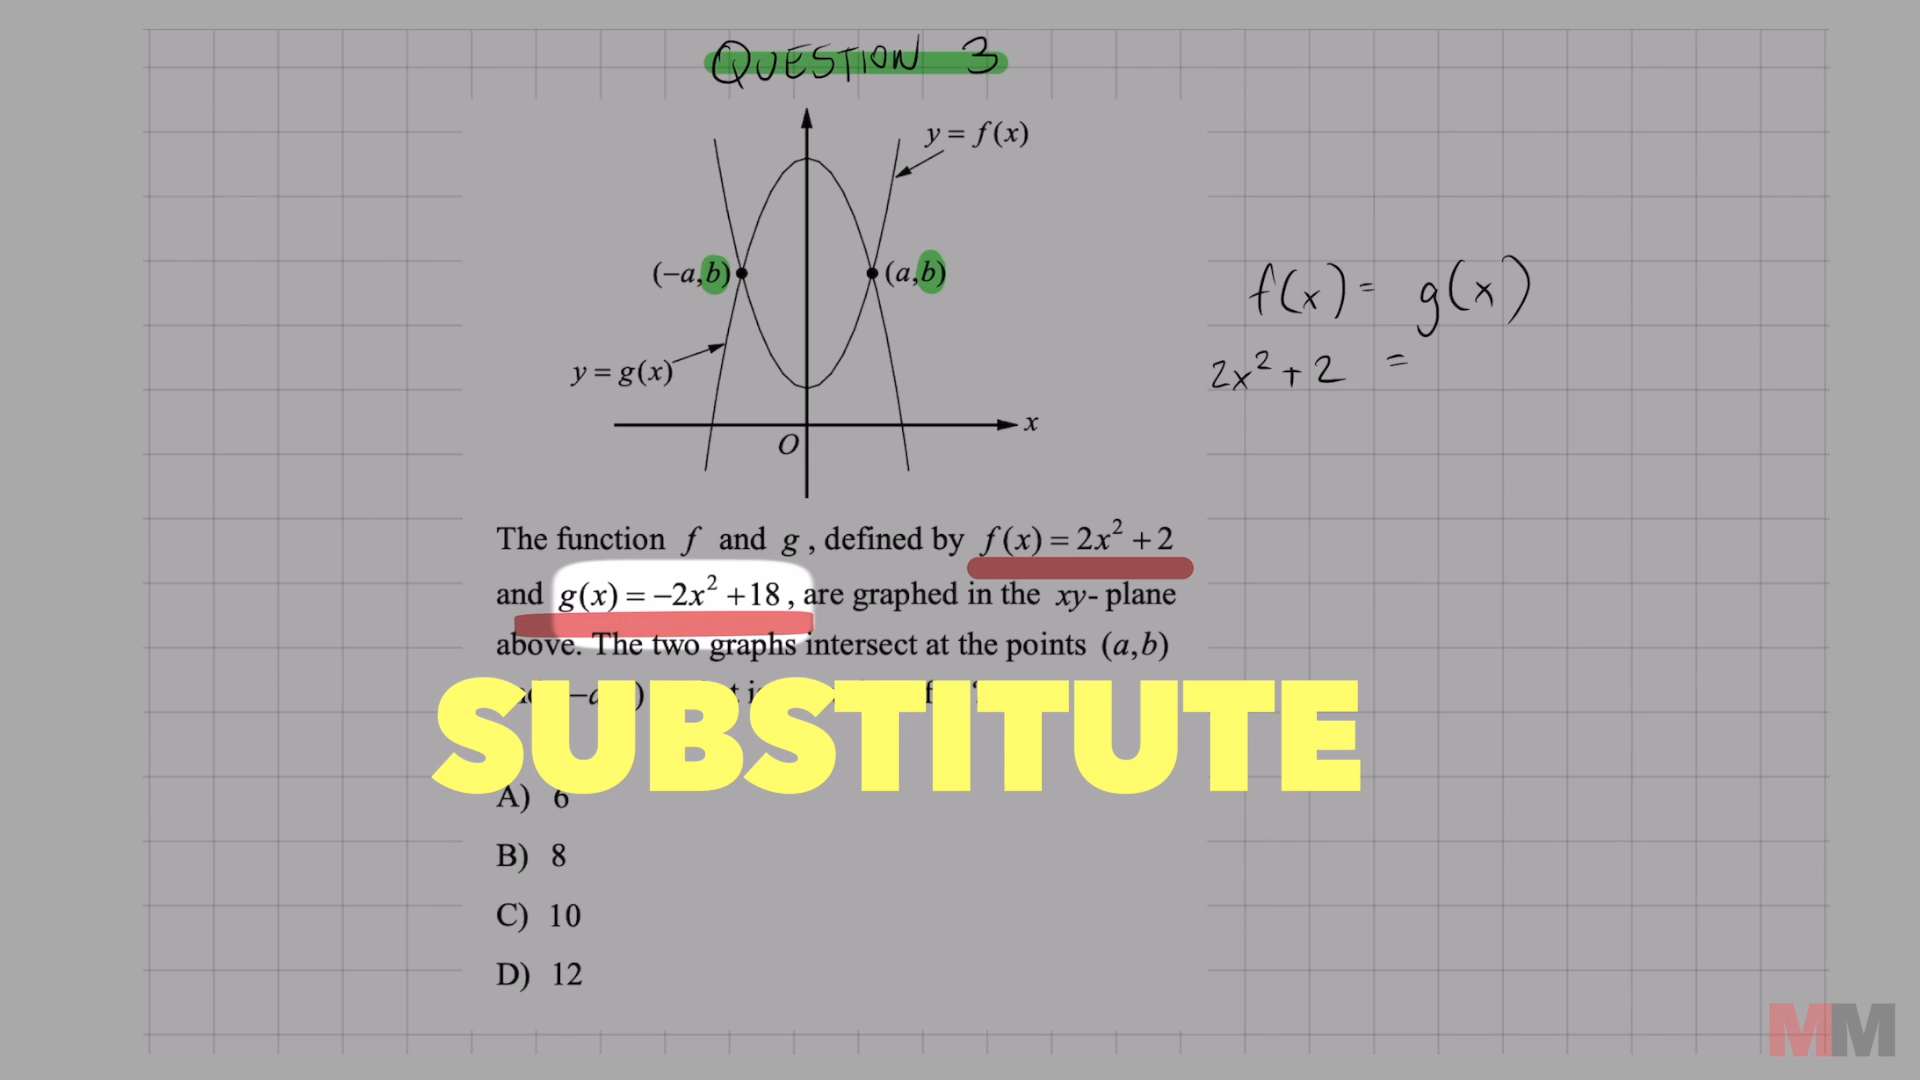 QUESTION 3
y = f(x)
(−a,b)
(a,b)
f(x) = g(x)
y = g(x)
2x² + 2 =
x
O
The function f and g, defined by f(x) = 2x² + 2
and g(x) = −2x² +18, are graphed in the xy- plane
above. The two graphs intersect at the points (a,b)
SUBSTITUTE
A) 6
B) 8
C) 10
D) 12
MM